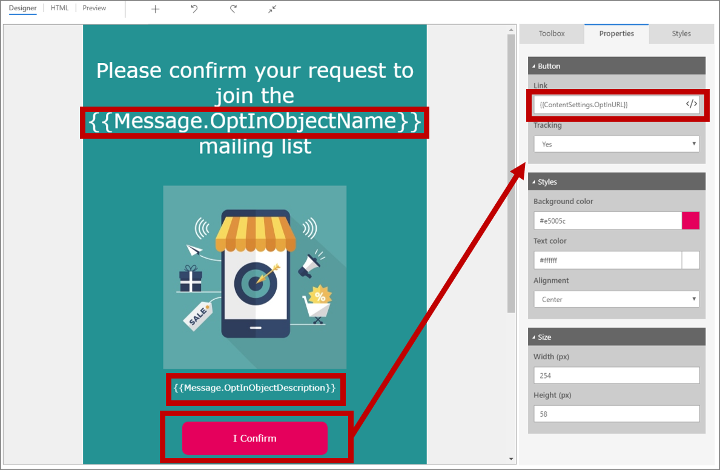 Designer HTML Preview
Toolbox Properties Styles
Please confirm your request to
join the
{{Message.OptInObjectName}}
mailing list
SALE
%
{{Message.OptInObjectDescription}}
I Confirm
Button
Link
{{ContentSettings.OptInURL}} </>
Tracking
Yes
Styles
Background color
#e5005c
Text color
#ffffff
Alignment
Center
Size
Width (px)
254
Height (px)
58